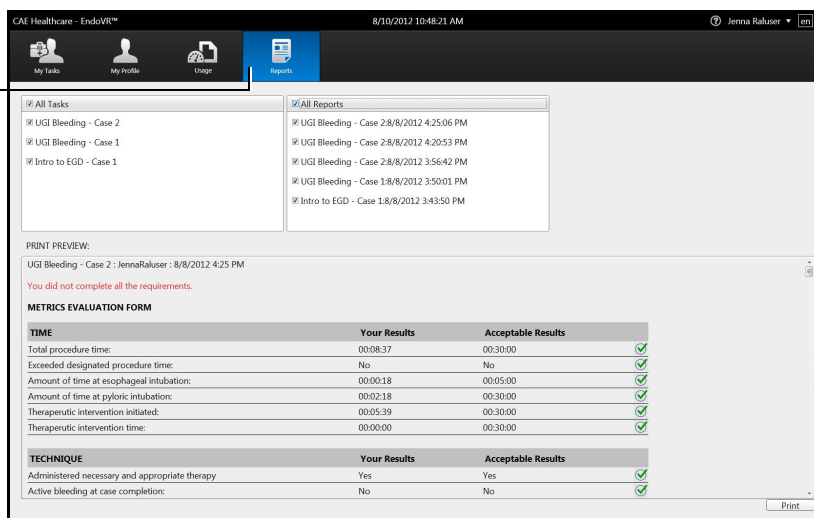 CAE Healthcare - EndoVR™ 8/10/2012 10:48:21 AM Jenna Raluser en
My Tasks My Profile Usage Reports
All Tasks
UGI Bleeding - Case 2
UGI Bleeding - Case 1
Intro to EGD - Case 1
All Reports
UGI Bleeding - Case 2:8/8/2012 4:25:06 PM
UGI Bleeding - Case 2:8/8/2012 4:20:53 PM
UGI Bleeding - Case 2:8/8/2012 3:56:42 PM
UGI Bleeding - Case 1:8/8/2012 3:50:01 PM
Intro to EGD - Case 1:8/8/2012 3:43:50 PM
PRINT PREVIEW:
UGI Bleeding - Case 2 : JennaRaluser : 8/8/2012 4:25 PM
You did not complete all the requirements.
METRICS EVALUATION FORM
TIME Your Results Acceptable Results
Total procedure time: 00:08:37 00:30:00
Exceeded designated procedure time: No No
Amount of time at esophageal intubation: 00:00:18 00:05:00
Amount of time at pyloric intubation: 00:02:18 00:30:00
Theraperutic intervention initiated: 00:05:39 00:30:00
Theraperutic intervention time: 00:00:00 00:30:00
TECHNIQUE Your Results Acceptable Results
Administered necessary and appropriate therapy Yes Yes
Active bleeding at case completion: No No
Print